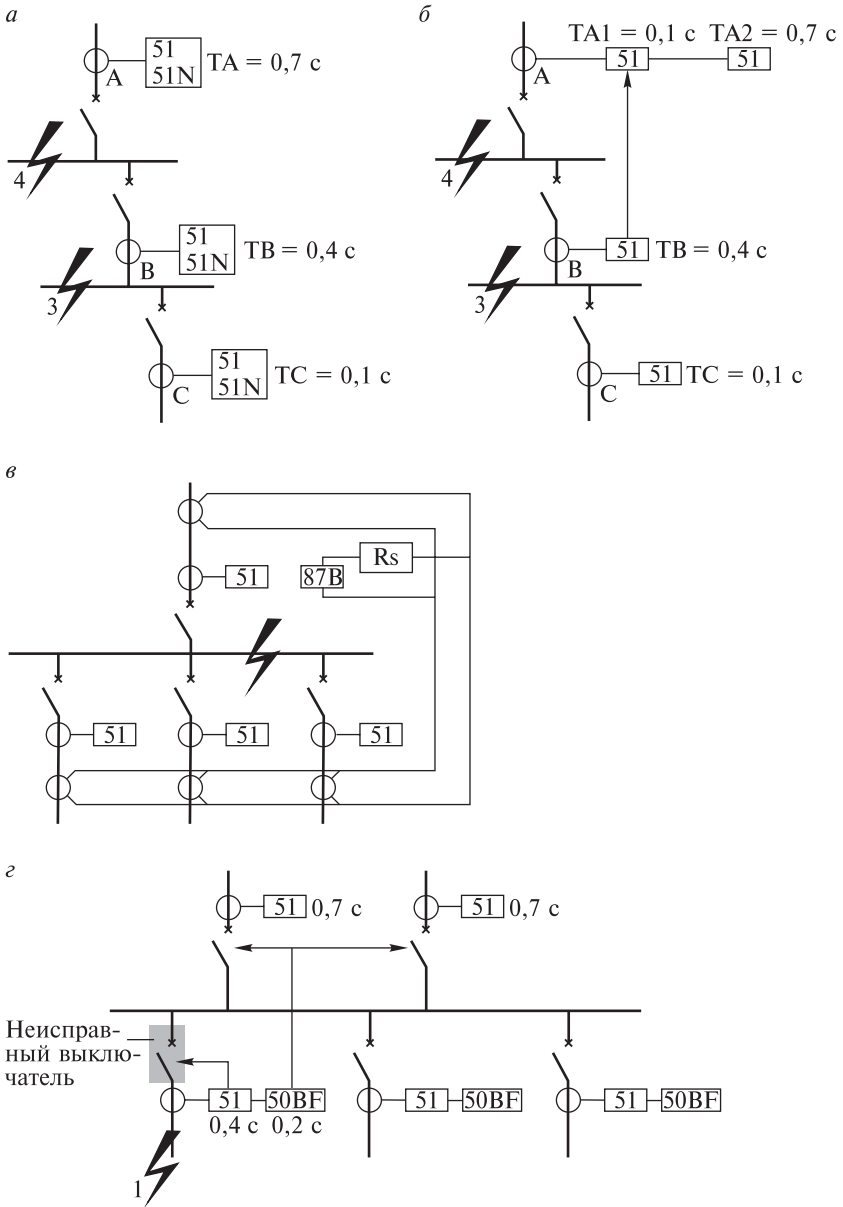 а
51
51N
TA = 0,7 с
A
4
51
51N
TB = 0,4 с
B
3
51
51N
TC = 0,1 с
C
б
TA1 = 0,1 с TA2 = 0,7 с
51
51
A
4
51
TB = 0,4 с
B
3
51
TC = 0,1 с
C
в
Rs
51
87B
51
51
51
г
51
0,7 с
51
0,7 с
Неисправ-
ный выклю-
чатель
51
50BF
51
50BF
51
50BF
0,4 с
0,2 с
1